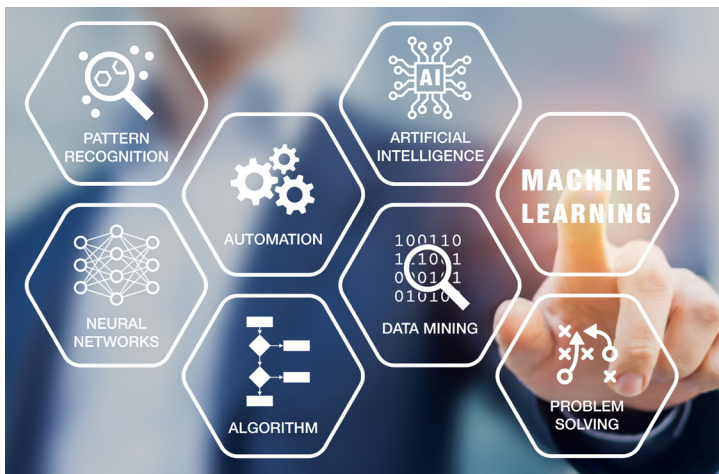 PATTERN
RECOGNITION
ARTIFICIAL
INTELLIGENCE
AI
AUTOMATION
MACHINE
LEARNING
NEURAL
NETWORKS
100110
DATA MINING
ALGORITHM
PROBLEM
SOLVING